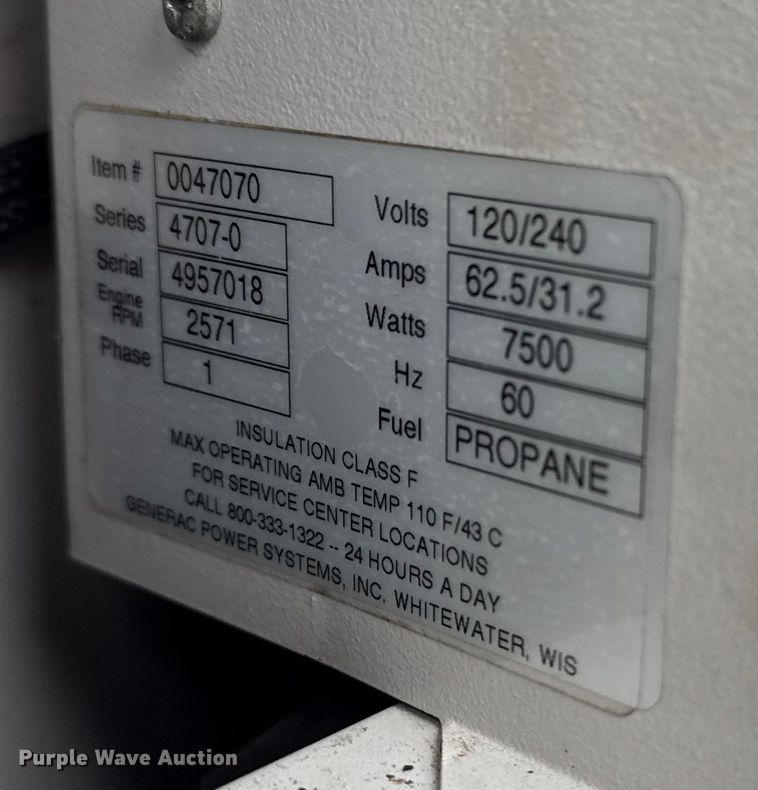 Item # 0047070
Series 4707-0
Serial 4957018
Engine RPM 2571
Phase 1
Volts 120/240
Amps 62.5/31.2
Watts 7500
Hz 60
Fuel PROPANE
INSULATION CLASS F
MAX OPERATING AMB TEMP 110 F/43 C
FOR SERVICE CENTER LOCATIONS
CALL 800-333-1322 -- 24 HOURS A DAY
GENERAC POWER SYSTEMS, INC. WHITEWATER, WIS
Purple Wave Auction